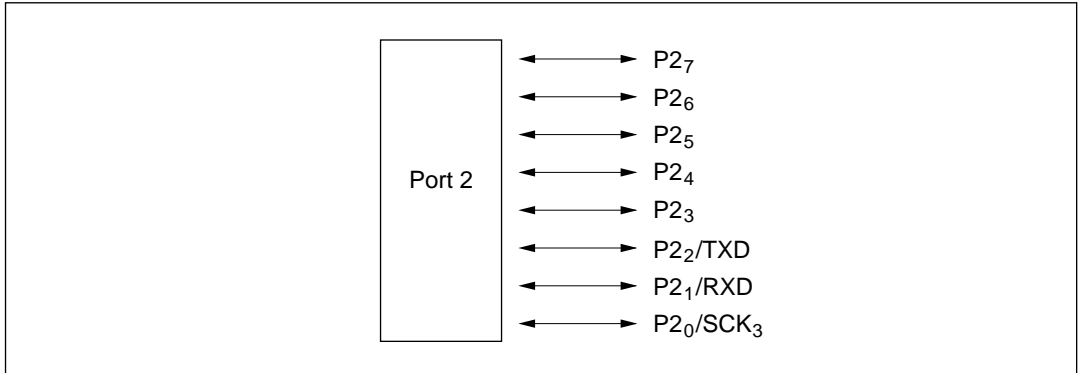 P2₇
P2₆
P2₅
Port 2
P2₄
P2₃
P2₂/TXD
P2₁/RXD
P2₀/SCK₃